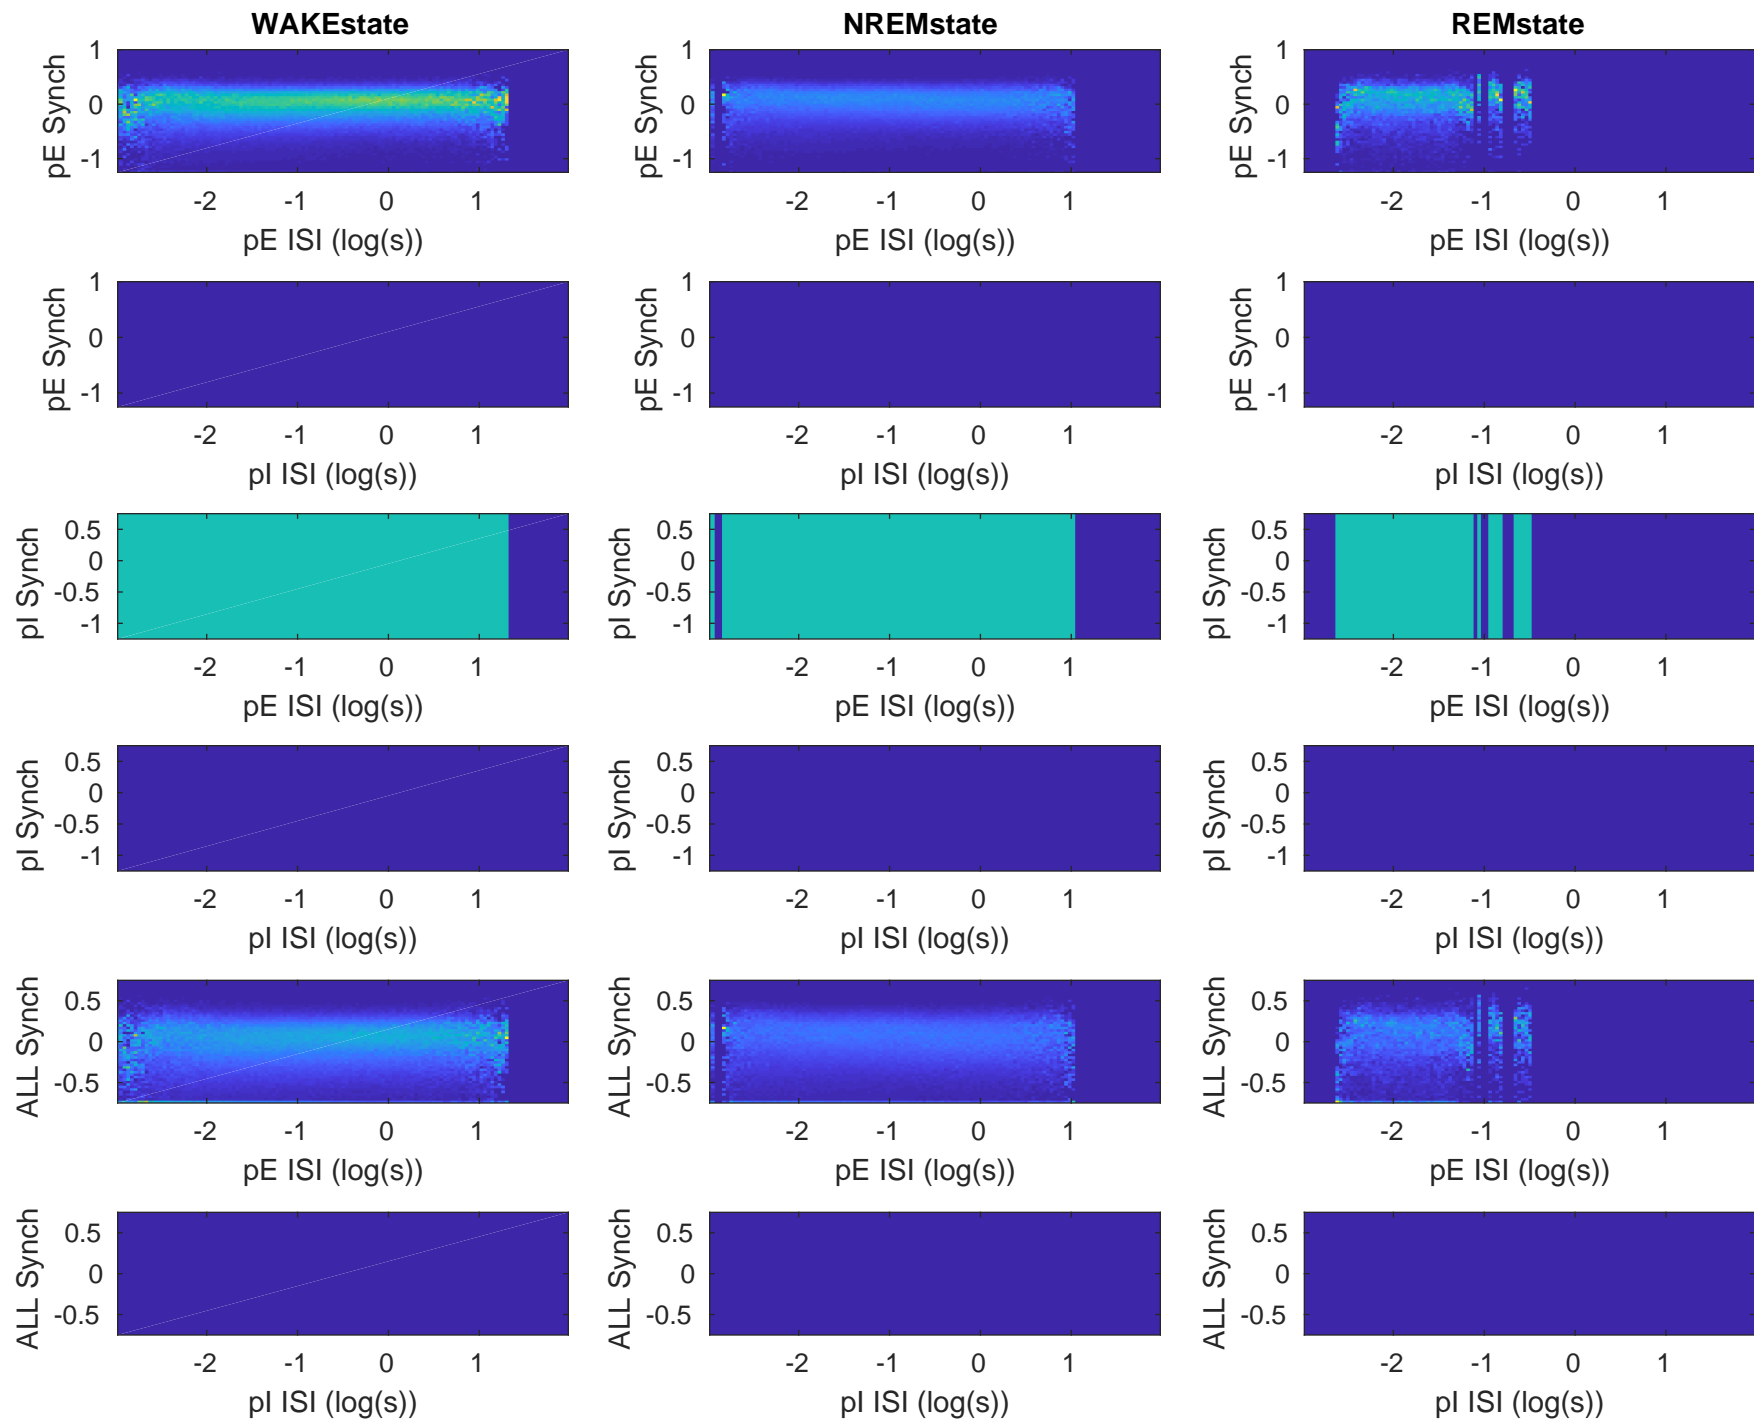 WAKEstate NREMstate REMstate
pE Synch 1 0 -1 pE Synch 1 0 -1 pE Synch 1 0 -1
-2 -1 0 1 -2 -1 0 1 -2 -1 0 1
pE ISI (log(s)) pE ISI (log(s)) pE ISI (log(s))
pE Synch 1 0 -1 pE Synch 1 0 -1 pE Synch 1 0 -1
-2 -1 0 1 -2 -1 0 1 -2 -1 0 1
pI ISI (log(s)) pI ISI (log(s)) pI ISI (log(s))
pI Synch 0.5 0 -0.5 -1 pI Synch 0.5 0 -0.5 -1 pI Synch 0.5 0 -0.5 -1
-2 -1 0 1 -2 -1 0 1 -2 -1 0 1
pE ISI (log(s)) pE ISI (log(s)) pE ISI (log(s))
pI Synch 0.5 0 -0.5 -1 pI Synch 0.5 0 -0.5 -1 pI Synch 0.5 0 -0.5 -1
-2 -1 0 1 -2 -1 0 1 -2 -1 0 1
pI ISI (log(s)) pI ISI (log(s)) pI ISI (log(s))
ALL Synch 0.5 0 -0.5 ALL Synch 0.5 0 -0.5 ALL Synch 0.5 0 -0.5
-2 -1 0 1 -2 -1 0 1 -2 -1 0 1
pE ISI (log(s)) pE ISI (log(s)) pE ISI (log(s))
ALL Synch 0.5 0 -0.5 ALL Synch 0.5 0 -0.5 ALL Synch 0.5 0 -0.5
-2 -1 0 1 -2 -1 0 1 -2 -1 0 1
pI ISI (log(s)) pI ISI (log(s)) pI ISI (log(s))